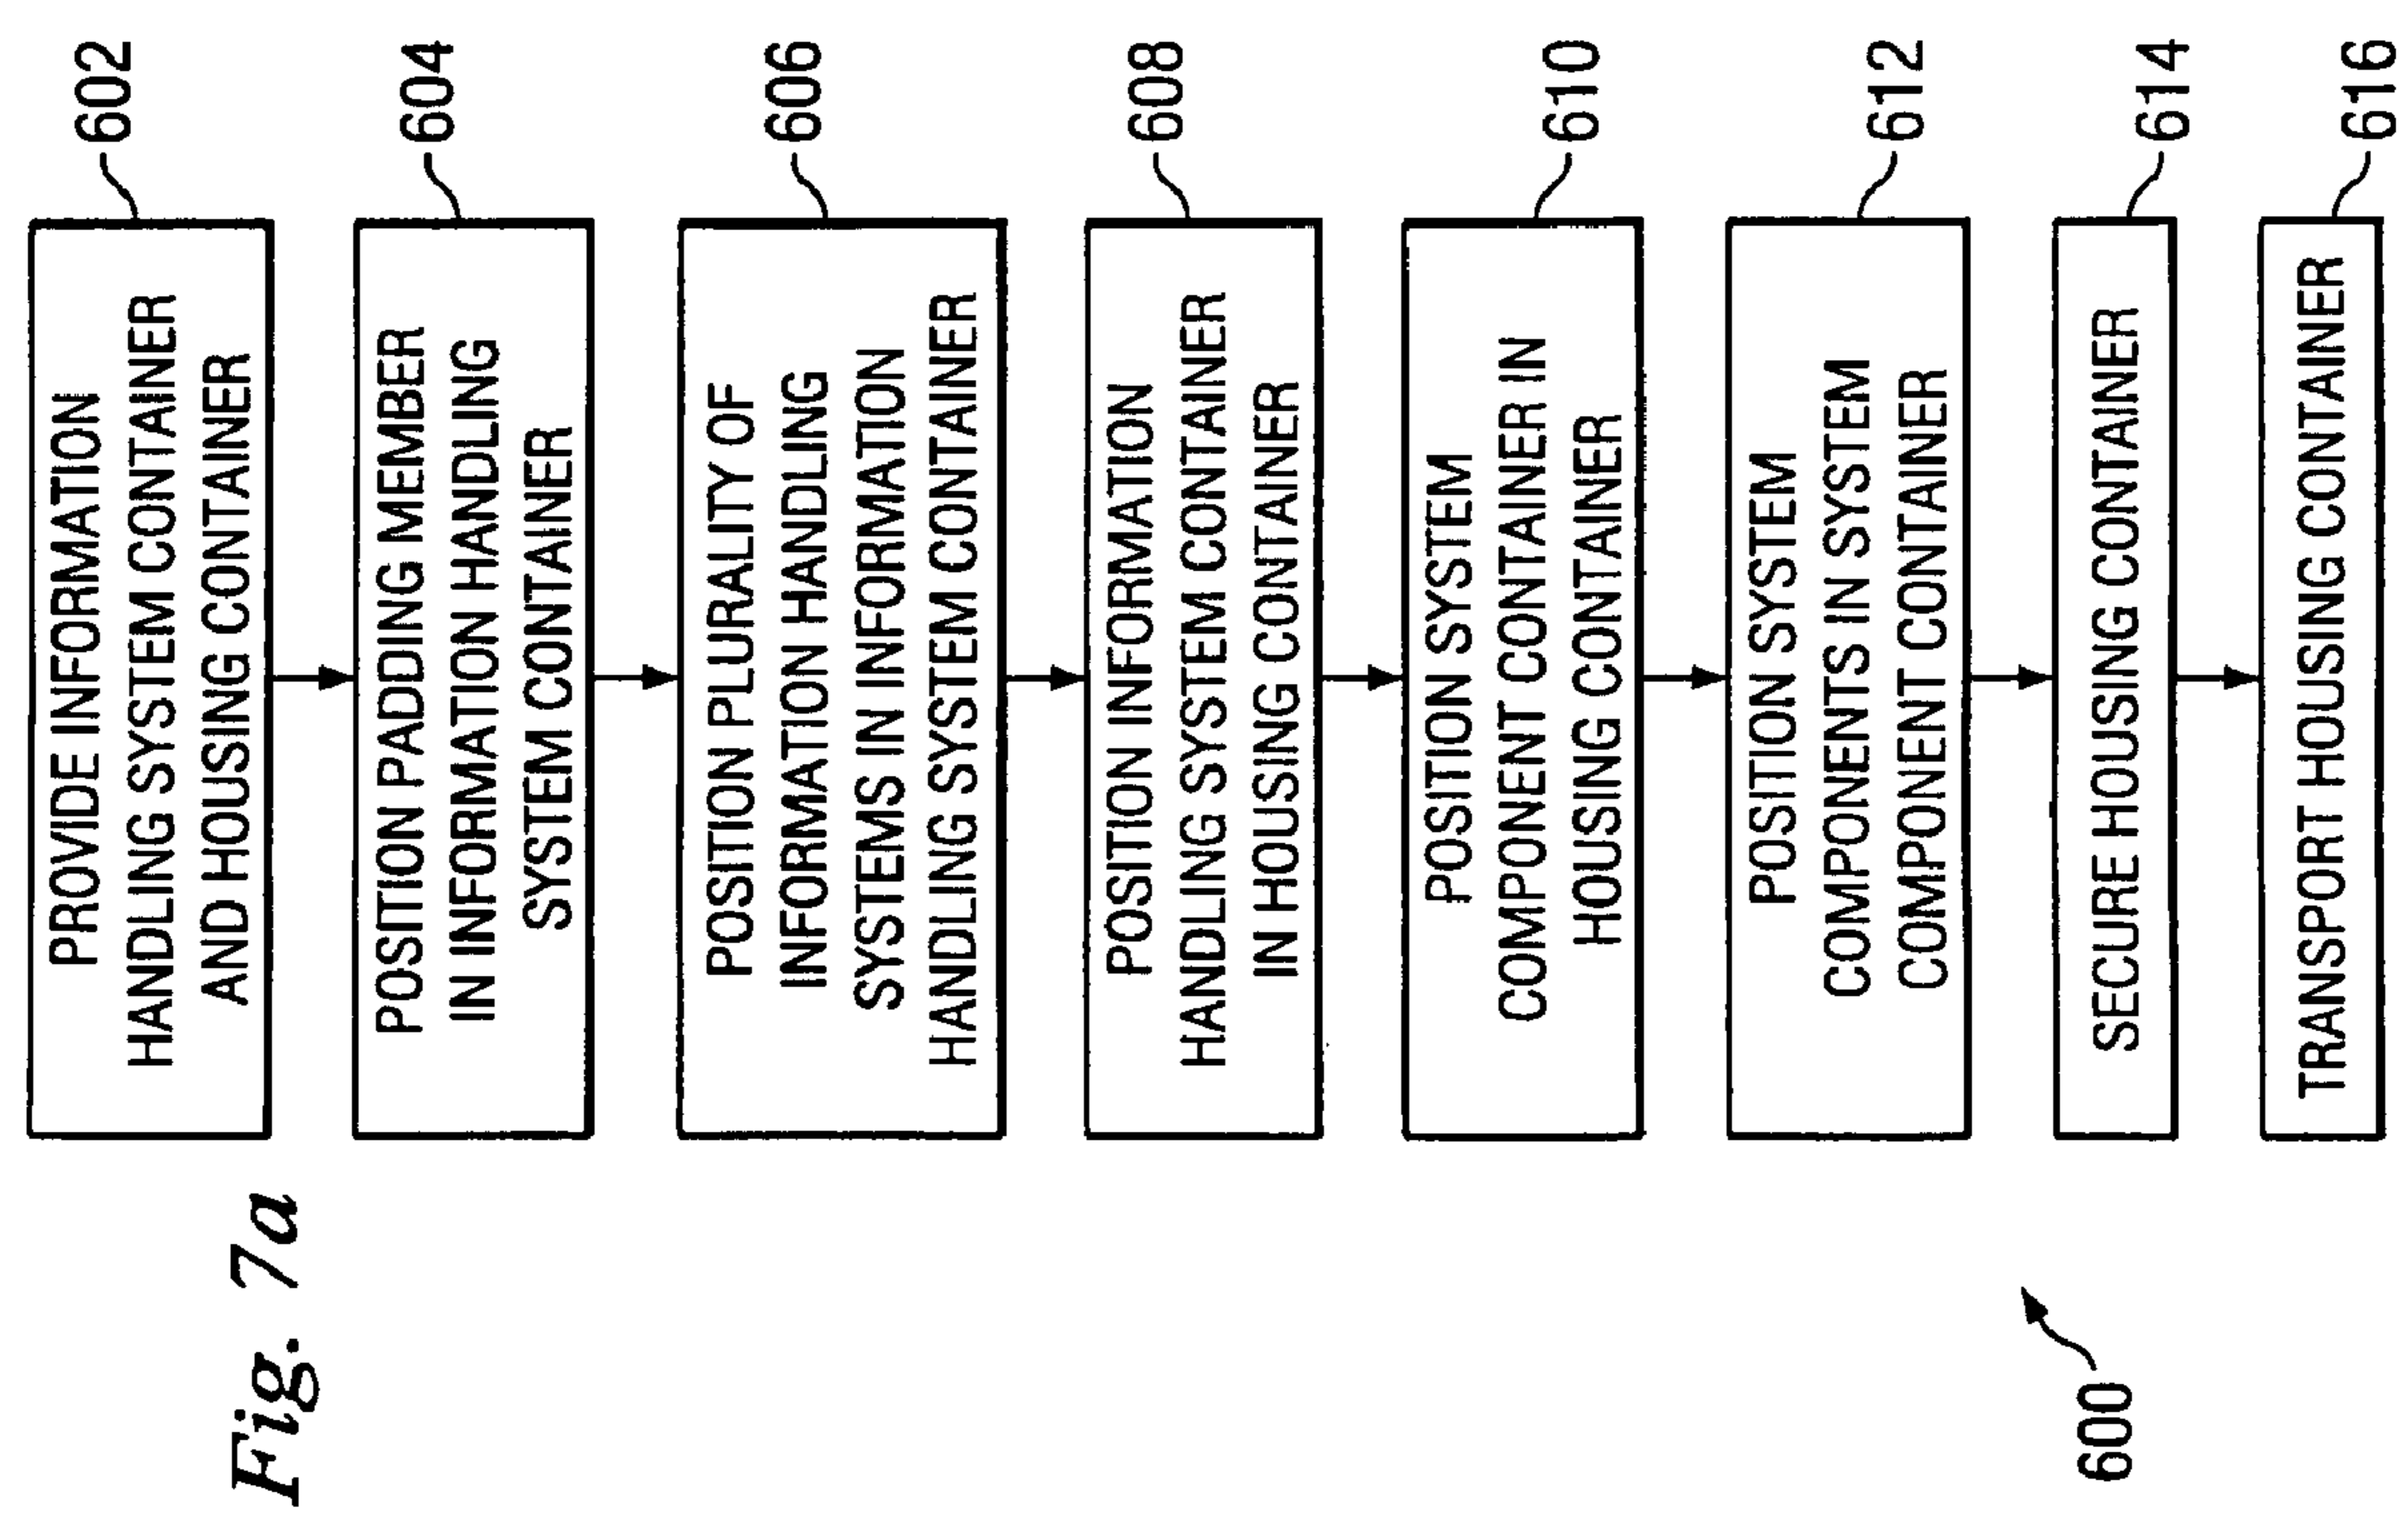 Fig. 7a
PROVIDE INFORMATION
HANDLING SYSTEM CONTAINER
AND HOUSING CONTAINER
602
POSITION PADDING MEMBER
IN INFORMATION HANDLING
SYSTEM CONTAINER
604
POSITION PLURALITY OF
INFORMATION HANDLING
SYSTEMS IN INFORMATION
HANDLING SYSTEM CONTAINER
606
POSITION INFORMATION
HANDLING SYSTEM CONTAINER
IN HOUSING CONTAINER
608
POSITION SYSTEM
COMPONENT CONTAINER IN
HOUSING CONTAINER
610
POSITION SYSTEM
COMPONENTS IN SYSTEM
COMPONENT CONTAINER
612
SECURE HOUSING CONTAINER
614
TRANSPORT HOUSING CONTAINER
616
600